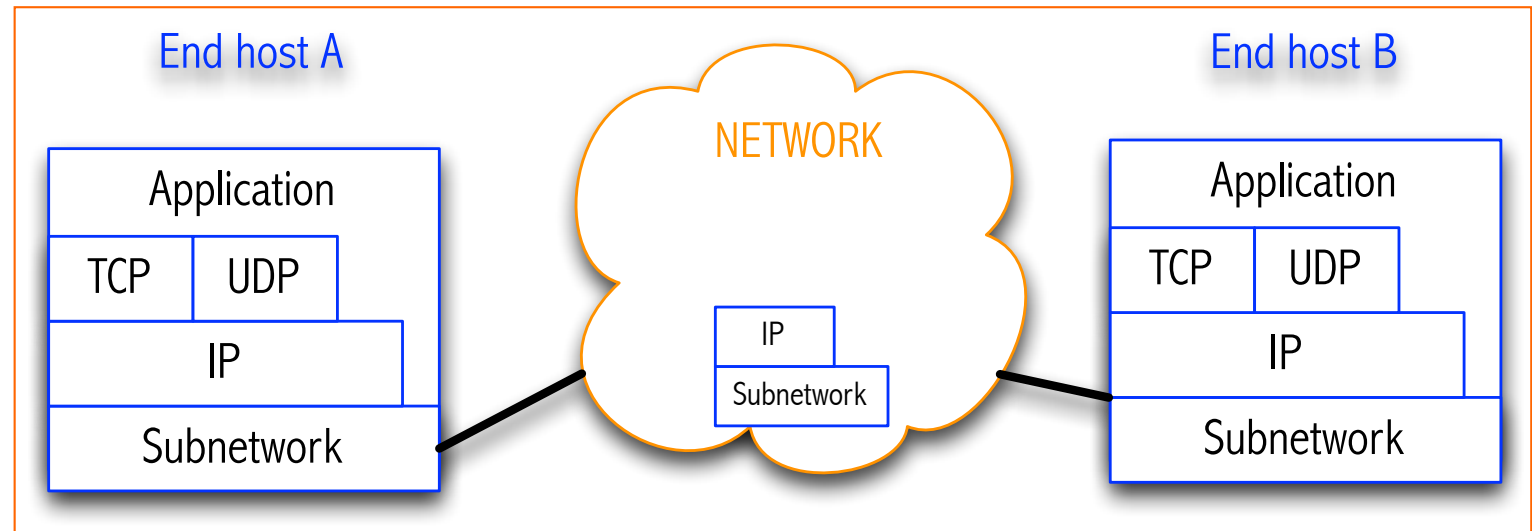 End host A
Application
TCP UDP
IP
Subnetwork
NETWORK
IP
Subnetwork
End host B
Application
TCP UDP
IP
Subnetwork